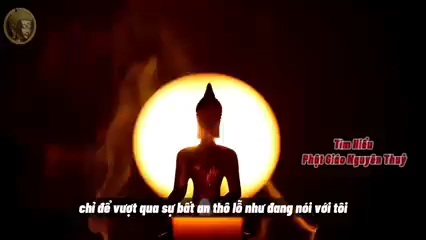 Tìm Hiểu
Phật Giáo Nguyên Thuỷ
chỉ để vượt qua sự bất an thô lỗ như đang nói với tôi